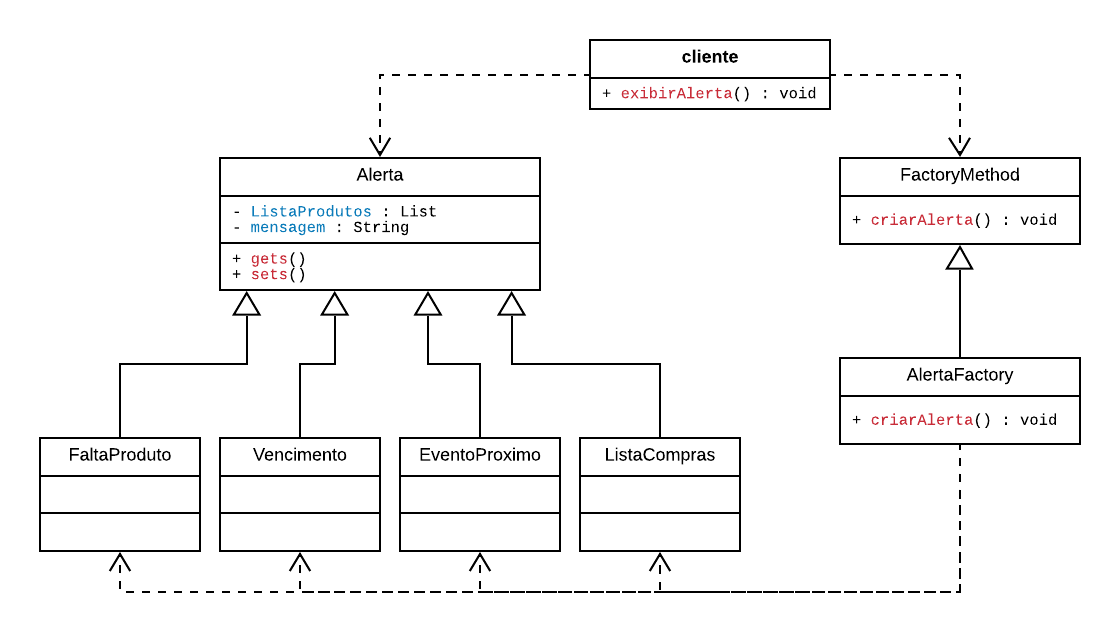 cliente
+ exibirAlerta() : void
Alerta
- ListaProdutos : List
- mensagem : String
+ gets()
+ sets()
FactoryMethod
+ criarAlerta() : void
AlertaFactory
+ criarAlerta() : void
FaltaProduto
Vencimento
EventoProximo
ListaCompras